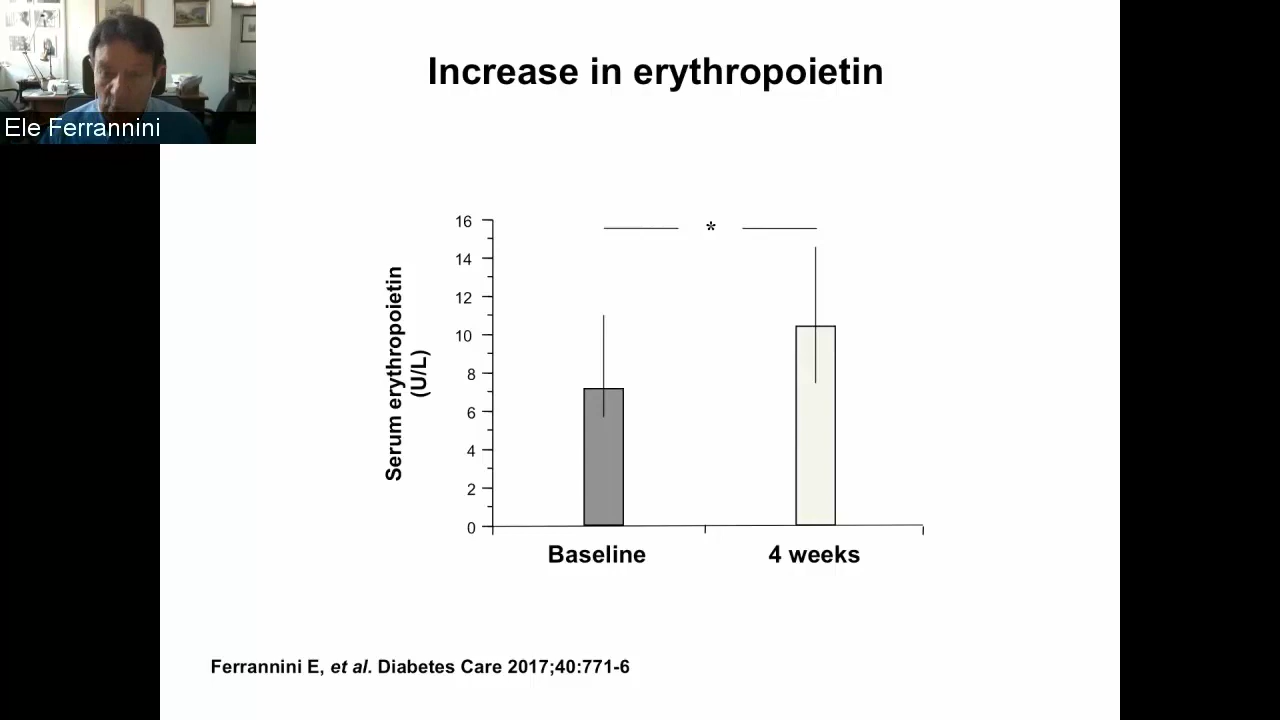 Ele Ferrannini
Increase in erythropoietin
16
14
12
10
8
6
4
2
0
Serum erythropoietin
(U/L)
*
Baseline
4 weeks
Ferrannini E, et al. Diabetes Care 2017;40:771-6